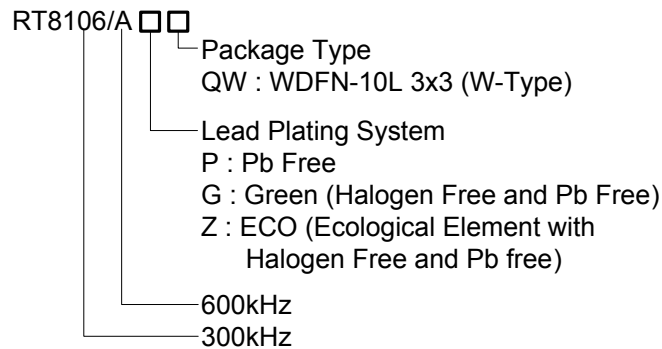 RT8106/A
Package Type
QW : WDFN-10L 3x3 (W-Type)
Lead Plating System
P : Pb Free
G : Green (Halogen Free and Pb Free)
Z : ECO (Ecological Element with
Halogen Free and Pb free)
600kHz
300kHz